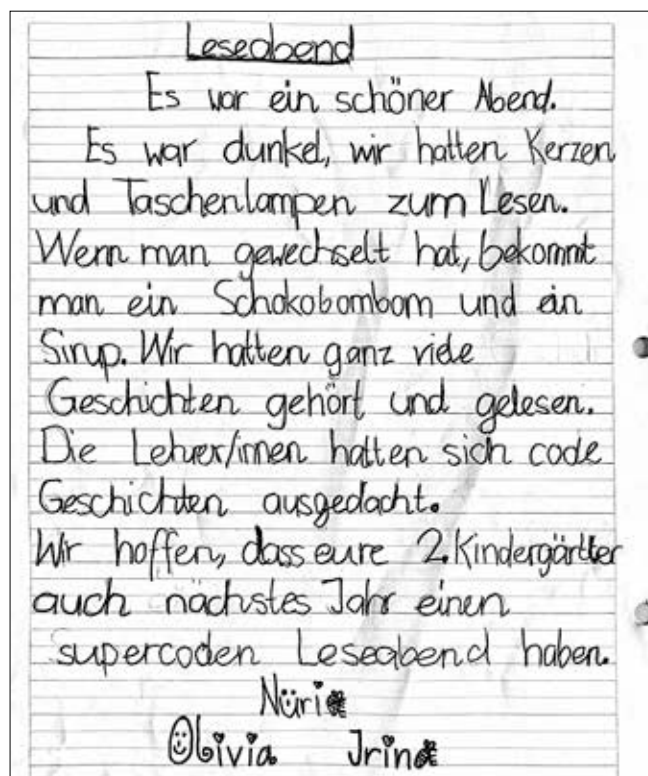 Leseabend
Es war ein schöner Abend.
Es war dunkel, wir hatten Kerzen
und Taschenlampen zum Lesen.
Wenn man gewechselt hat, bekommt
man ein Schokobombom und ein
Sirup. Wir hatten ganz viele
Geschichten gehört und gelesen.
Die Lehrer/innen hatten sich code
Geschichten ausgedacht.
Wir hoffen, dass eure 2. Kindergärtler
auch nächstes Jahr einen
supercoden Leseabend haben.
Nüria
Olivia Irina